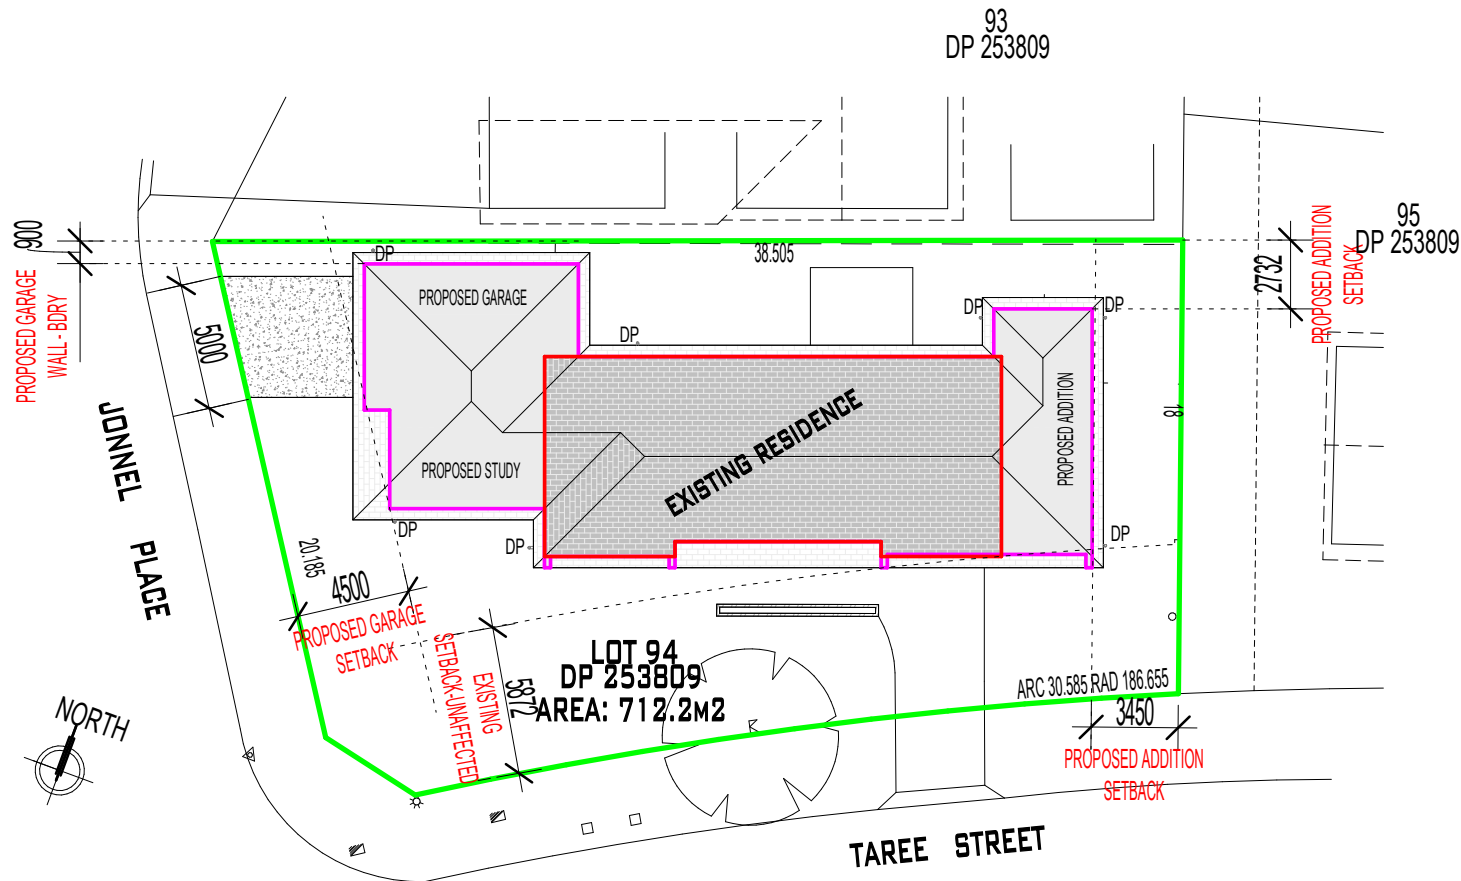 93
DP 253809
95
DP 253809
900
PROPOSED GARAGE
WALL - BDRY
5000
DP
38.505
PROPOSED GARAGE
DP
DP
DP
2732
PROPOSED ADDITION
SETBACK
18
PROPOSED ADDITION
EXISTING RESIDENCE
PROPOSED STUDY
DP
DP
DP
JONNEL PLACE
20.185
4500
PROPOSED GARAGE
SETBACK
EXISTING
SETBACK-UNAFFECTED
5872
LOT 94
DP 253809
AREA: 712.2M2
ARC 30.585 RAD 186.655
3450
PROPOSED ADDITION
SETBACK
NORTH
TAREE STREET